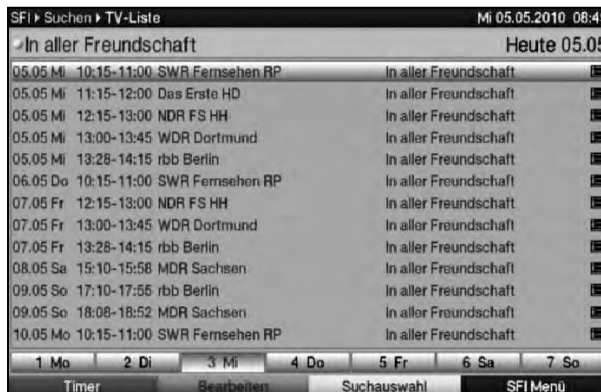 SFI ▸ Suchen ▸ TV-Liste Mi 05.05.2010 08:4
In aller Freundschaft Heute 05.05
05.05 Mi 10:15-11:00 SWR Fernsehen RP In aller Freundschaft
05.05 Mi 11:15-12:00 Das Erste HD In aller Freundschaft
05.05 Mi 12:15-13:00 NDR FS HH In aller Freundschaft
05.05 Mi 13:00-13:45 WDR Dortmund In aller Freundschaft
05.05 Mi 13:28-14:15 rbb Berlin In aller Freundschaft
06.05 Do 10:15-11:00 SWR Fernsehen RP In aller Freundschaft
07.05 Fr 12:15-13:00 NDR FS HH In aller Freundschaft
07.05 Fr 13:00-13:45 WDR Dortmund In aller Freundschaft
07.05 Fr 13:28-14:15 rbb Berlin In aller Freundschaft
08.05 Sa 15:10-15:58 MDR Sachsen In aller Freundschaft
09.05 So 17:10-17:55 rbb Berlin In aller Freundschaft
09.05 So 18:08-18:52 MDR Sachsen In aller Freundschaft
10.05 Mo 10:15-11:00 SWR Fernsehen RP In aller Freundschaft
1 Mo 2 Di 3 Mi 4 Do 5 Fr 6 Sa 7 So
Timer Bearbeiten Suchauswahl SFI Menü